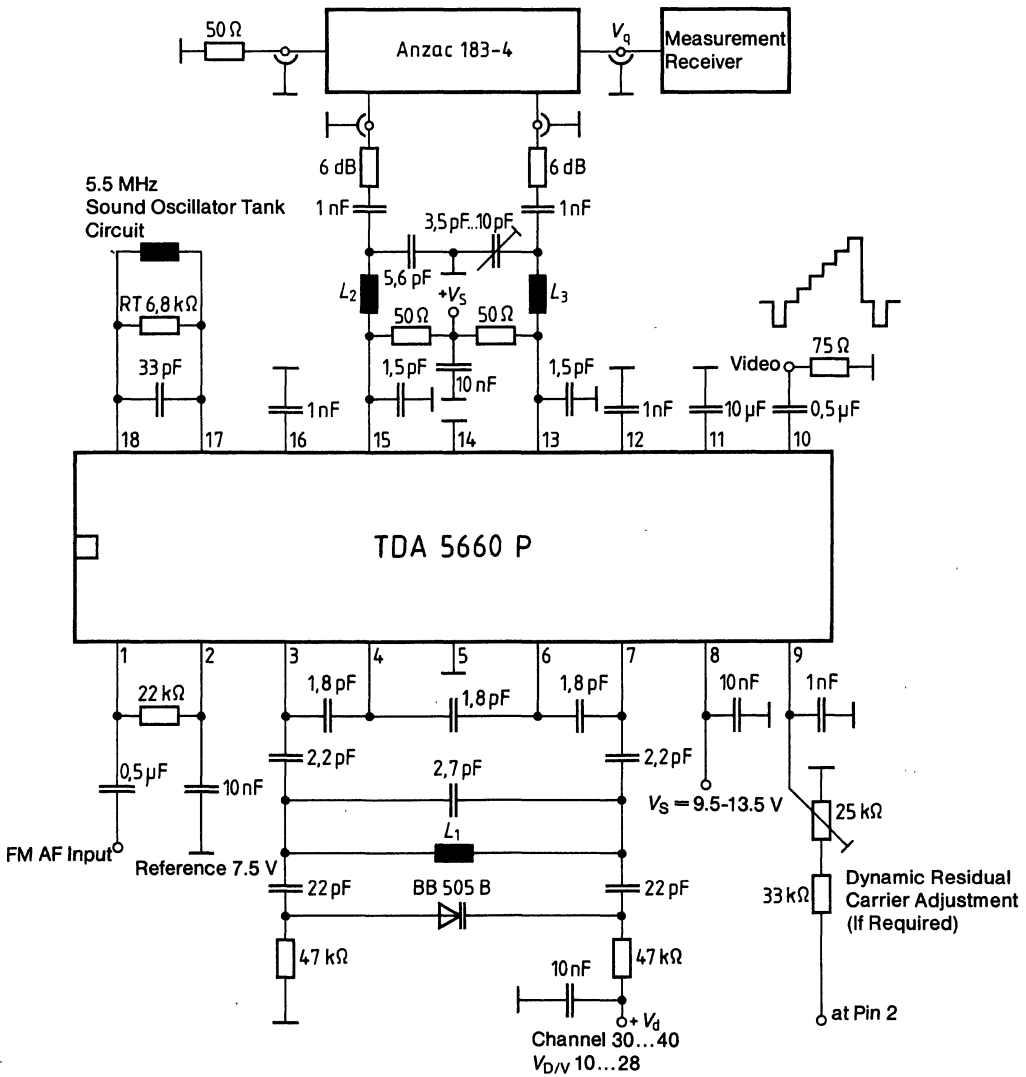 50 Ω
Anzac 183-4
Vq
Measurement
Receiver
6 dB
6 dB
5.5 MHz
Sound Oscillator Tank
Circuit
1 nF
3,5 pF...10 pF
1 nF
5,6 pF
L2
+VS
L3
RT 6,8 kΩ
50 Ω
50 Ω
33 pF
1,5 pF
10 nF
1,5 pF
Video
75 Ω
1 nF
1 nF
10 µF
0,5 µF
18
17
16
15
14
13
12
11
10
TDA 5660 P
1
2
3
4
5
6
7
8
9
22 kΩ
1,8 pF
1,8 pF
1,8 pF
10 nF
1 nF
0,5 µF
10 nF
2,2 pF
2,7 pF
2,2 pF
VS = 9.5-13.5 V
25 kΩ
FM AF Input
Reference 7.5 V
L1
22 pF
BB 505 B
22 pF
33 kΩ
Dynamic Residual
Carrier Adjustment
(If Required)
47 kΩ
47 kΩ
10 nF
+ Vd
at Pin 2
Channel 30...40
VD/V 10...28